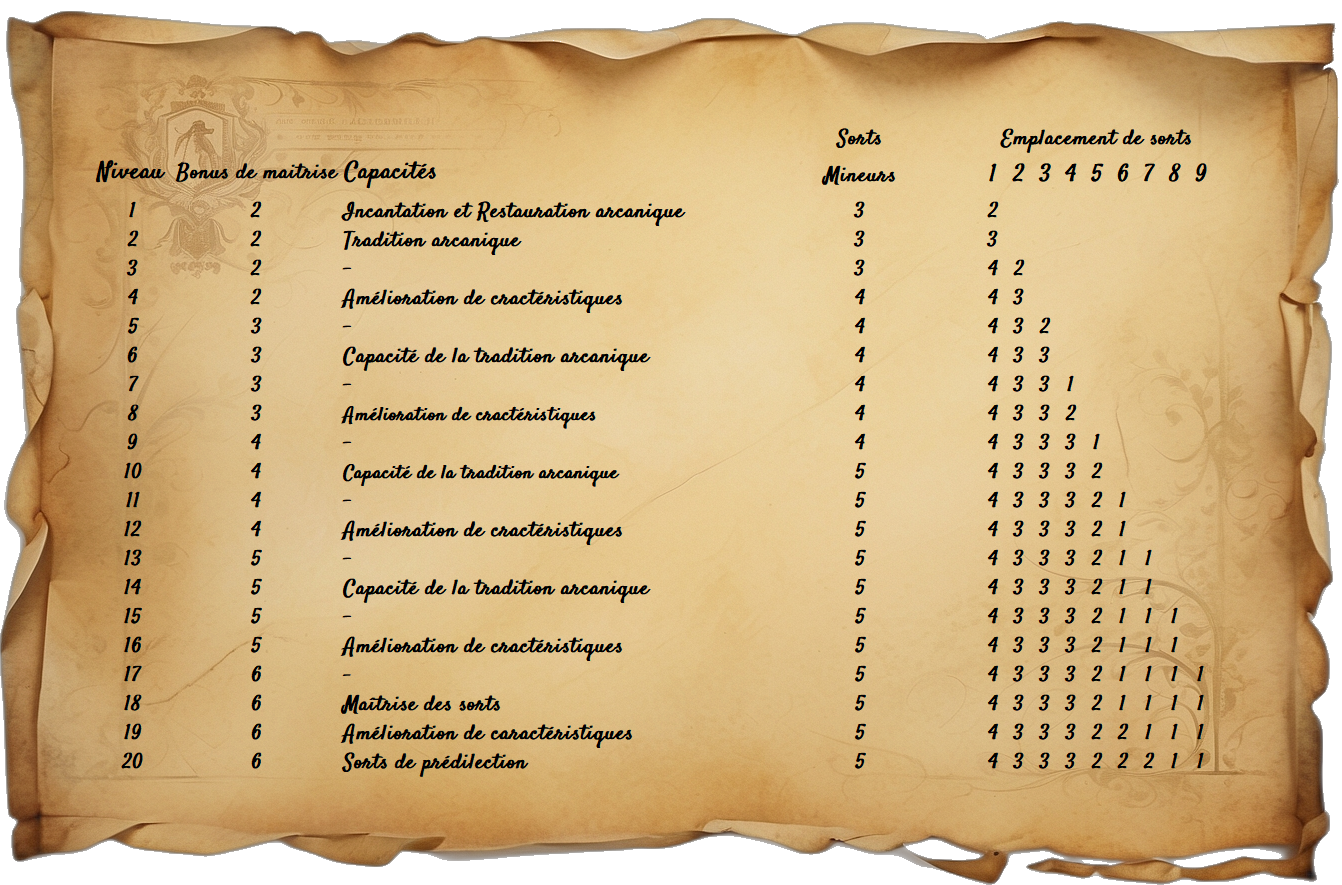 Sorts Emplacement de sorts
Niveau Bonus de maitrise Capacités Mineurs 1 2 3 4 5 6 7 8 9
1 2 Incantation et Restauration arcanique 3 2
2 2 Tradition arcanique 3 3
3 2 - 3 4 2
4 2 Amélioration de cractéristiques 4 4 3
5 3 - 4 4 3 2
6 3 Capacité de la tradition arcanique 4 4 3 3
7 3 - 4 4 3 3 1
8 3 Amélioration de cractéristiques 4 4 3 3 2
9 4 - 4 4 3 3 3 1
10 4 Capacité de la tradition arcanique 5 4 3 3 3 2
11 4 - 5 4 3 3 3 2 1
12 4 Amélioration de cractéristiques 5 4 3 3 3 2 1
13 5 - 5 4 3 3 3 2 1 1
14 5 Capacité de la tradition arcanique 5 4 3 3 3 2 1 1
15 5 - 5 4 3 3 3 2 1 1 1
16 5 Amélioration de cractéristiques 5 4 3 3 3 2 1 1 1
17 6 - 5 4 3 3 3 2 1 1 1 1
18 6 Maîtrise des sorts 5 4 3 3 3 2 1 1 1 1
19 6 Amélioration de caractéristiques 5 4 3 3 3 2 2 1 1 1
20 6 Sorts de prédilection 5 4 3 3 3 2 2 2 1 1